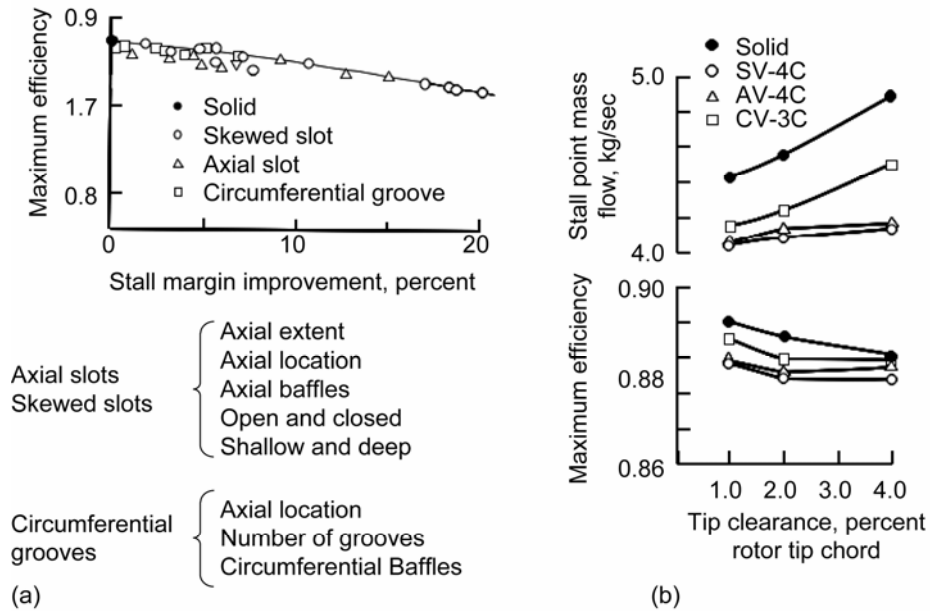 Maximum efficiency
0.9
1.7
0.8
Solid
Skewed slot
Axial slot
Circumferential groove
0
10
20
Stall margin improvement, percent
Axial slots
Skewed slots
Axial extent
Axial location
Axial baffles
Open and closed
Shallow and deep
Circumferential
grooves
Axial location
Number of grooves
Circumferential Baffles
(a)
Solid
SV-4C
AV-4C
CV-3C
Stall point mass
flow, kg/sec
5.0
4.0
Maximum efficiency
0.90
0.88
0.86
1.0 2.0 3.0 4.0
Tip clearance, percent
rotor tip chord
(b)